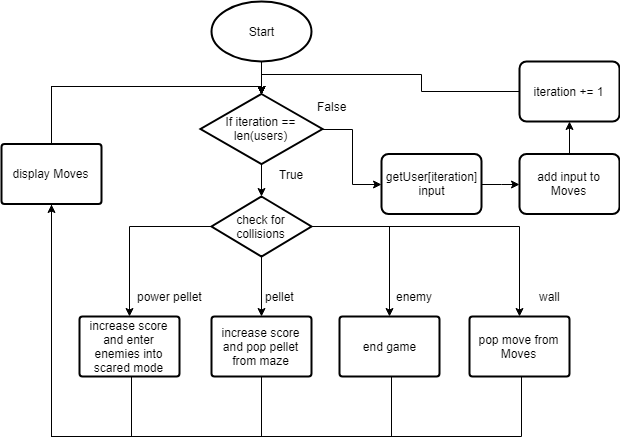 Start
iteration += 1
If iteration ==
len(users)
False
display Moves
getUser[iteration]
input
add input to
Moves
True
check for
collisions
power pellet
pellet
enemy
wall
increase score
and enter
enemies into
scared mode
increase score
and pop pellet
from maze
end game
pop move from
Moves